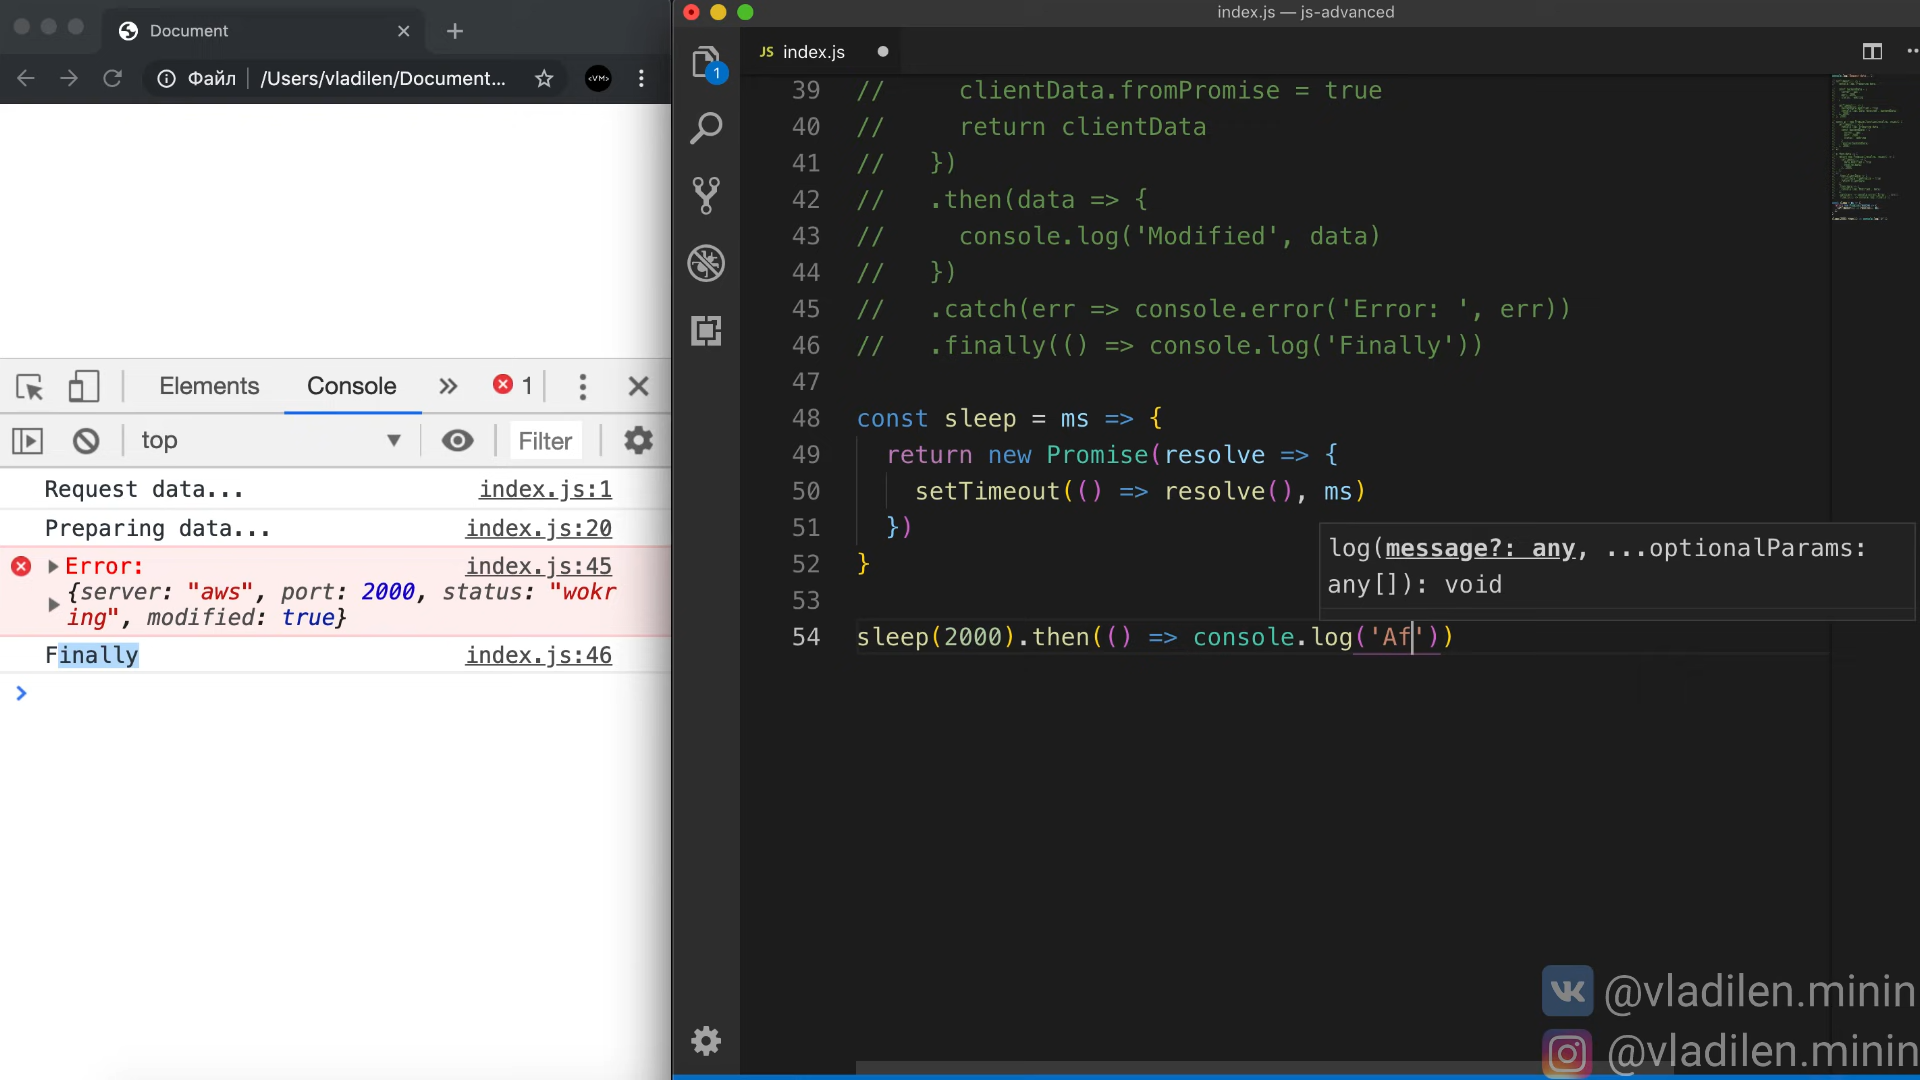 Document
Файл /Users/vladilen/Document...
<VM>
Elements Console 1
top Filter
Request data... index.js:1
Preparing data... index.js:20
Error: index.js:45
{server: "aws", port: 2000, status: "wokr
ing", modified: true}
Finally index.js:46
index.js — js-advanced
JS index.js
1
39 //     clientData.fromPromise = true
40 //     return clientData
41 //   })
42 //   .then(data => {
43 //     console.log('Modified', data)
44 //   })
45 //   .catch(err => console.error('Error: ', err))
46 //   .finally(() => console.log('Finally'))
47
48 const sleep = ms => {
49   return new Promise(resolve => {
50     setTimeout(() => resolve(), ms)
51   })
52 }
53
54 sleep(2000).then(() => console.log('Af'))
log(message?: any, ...optionalParams:
any[]): void
@vladilen.minin
@vladilen.minin